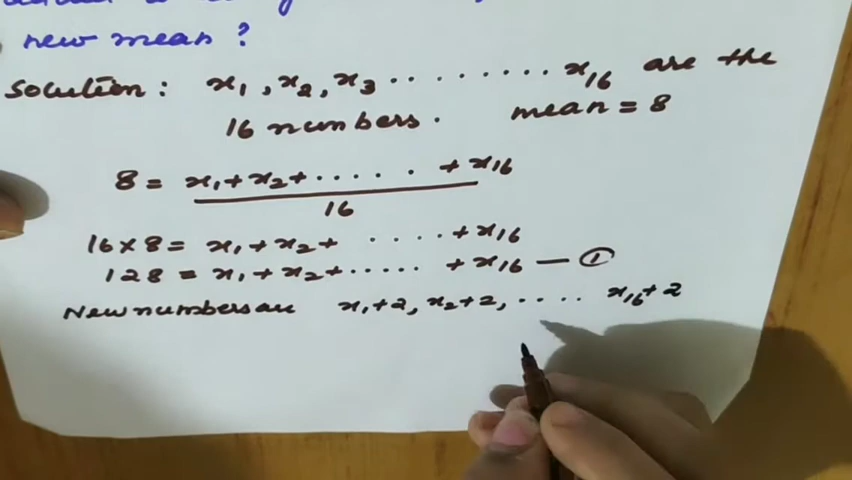 new mean ?
Solution : x₁, x₂, x₃ .......... x₁₆ are the
16 numbers. mean = 8
8 = x₁+x₂+...... +x₁₆
16
16×8 = x₁+x₂+ .....+x₁₆
128 = x₁+x₂+...... +x₁₆ — ①
New numbers are x₁+2, x₂+2, ..... x₁₆+2